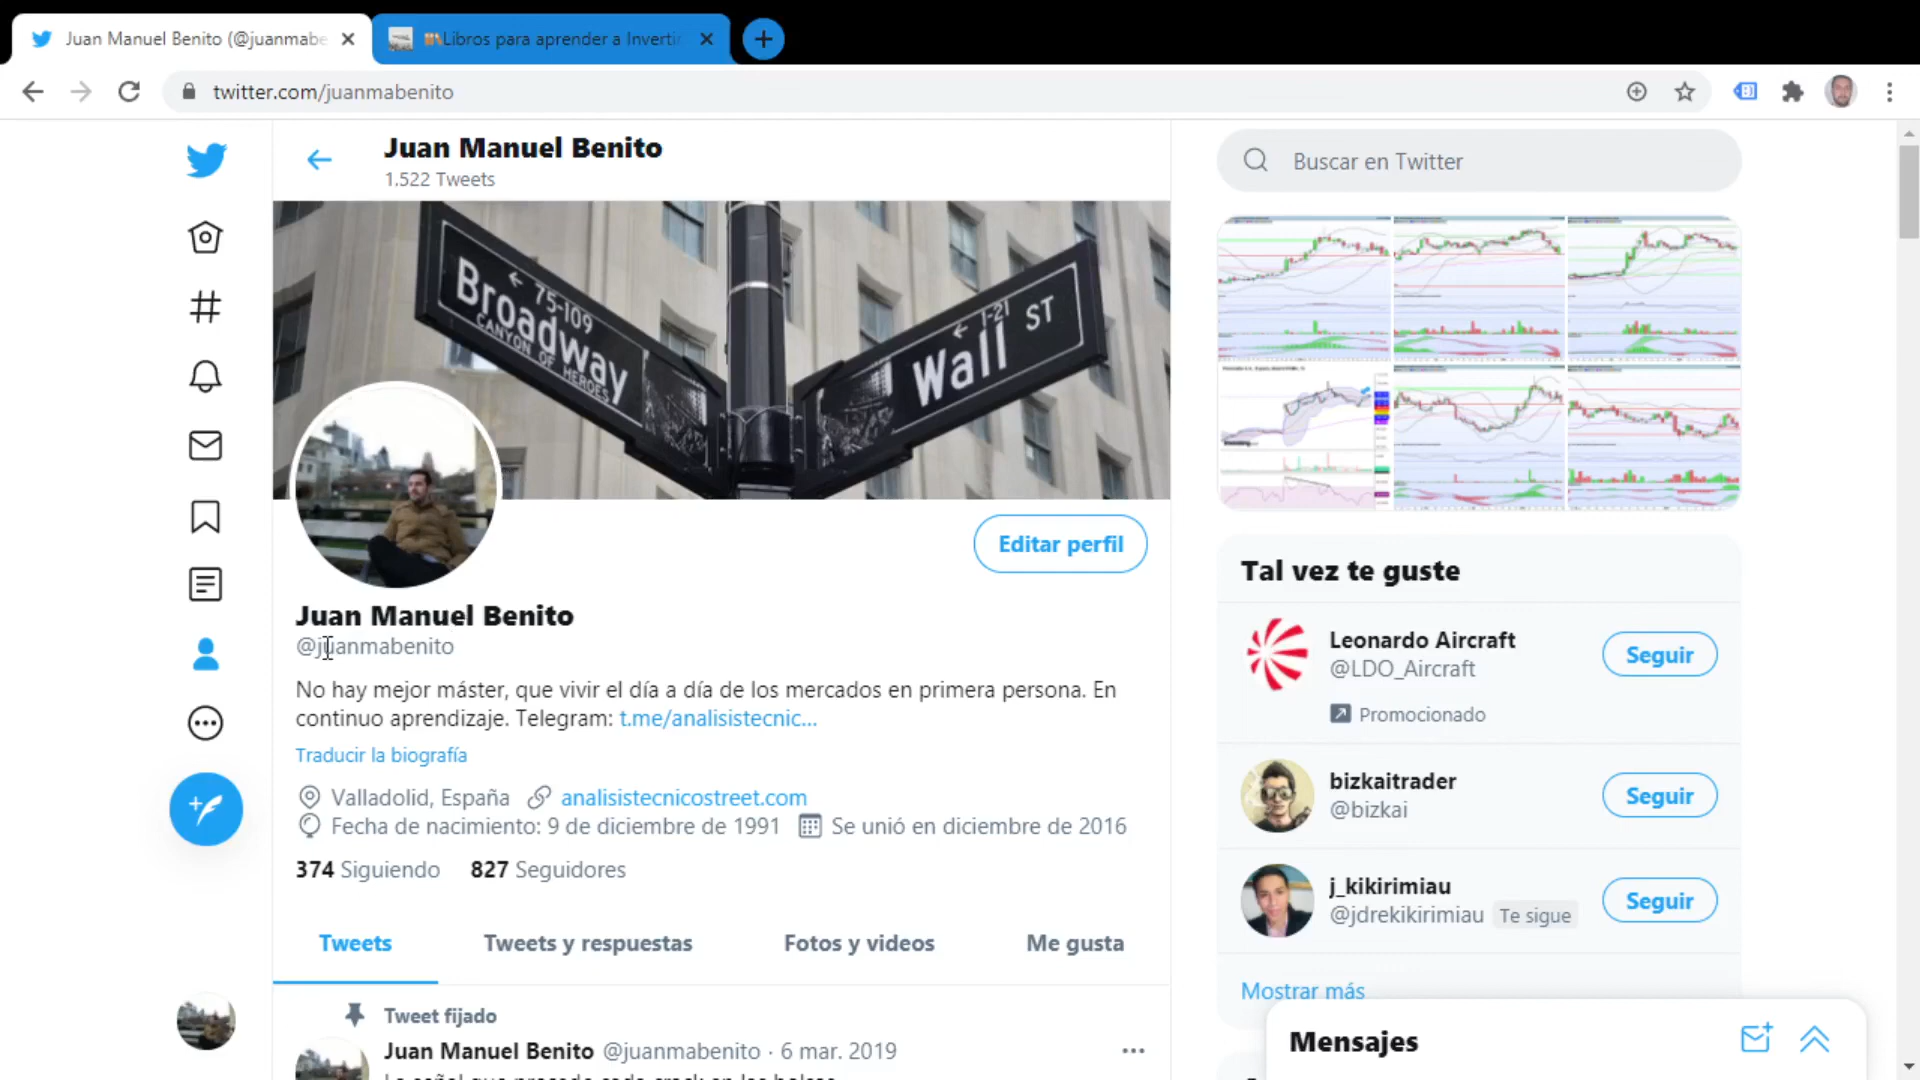 Juan Manuel Benito (@juanmabe
Libros para aprender a Inverti
twitter.com/juanmabenito
Juan Manuel Benito
1,522 Tweets
Buscar en Twitter
← 75-109
Broadway
CANYON OF HEROES
← 1-21
Wall ST
Editar perfil
Juan Manuel Benito
@juanmabenito
No hay mejor máster, que vivir el día a día de los mercados en primera persona. En
continuo aprendizaje. Telegram: t.me/analisistecnic...
Traducir la biografía
Valladolid, España analisistecnicostreet.com
Fecha de nacimiento: 9 de diciembre de 1991 Se unió en diciembre de 2016
374 Siguiendo 827 Seguidores
Tweets Tweets y respuestas Fotos y videos Me gusta
Tweet fijado
Juan Manuel Benito @juanmabenito · 6 mar. 2019
Tal vez te guste
Leonardo Aircraft
@LDO_Aircraft
Seguir
Promocionado
bizkaitrader
@bizkai
Seguir
j_kikirimiau
@jdrekikirimiau Te sigue
Seguir
Mostrar más
Mensajes